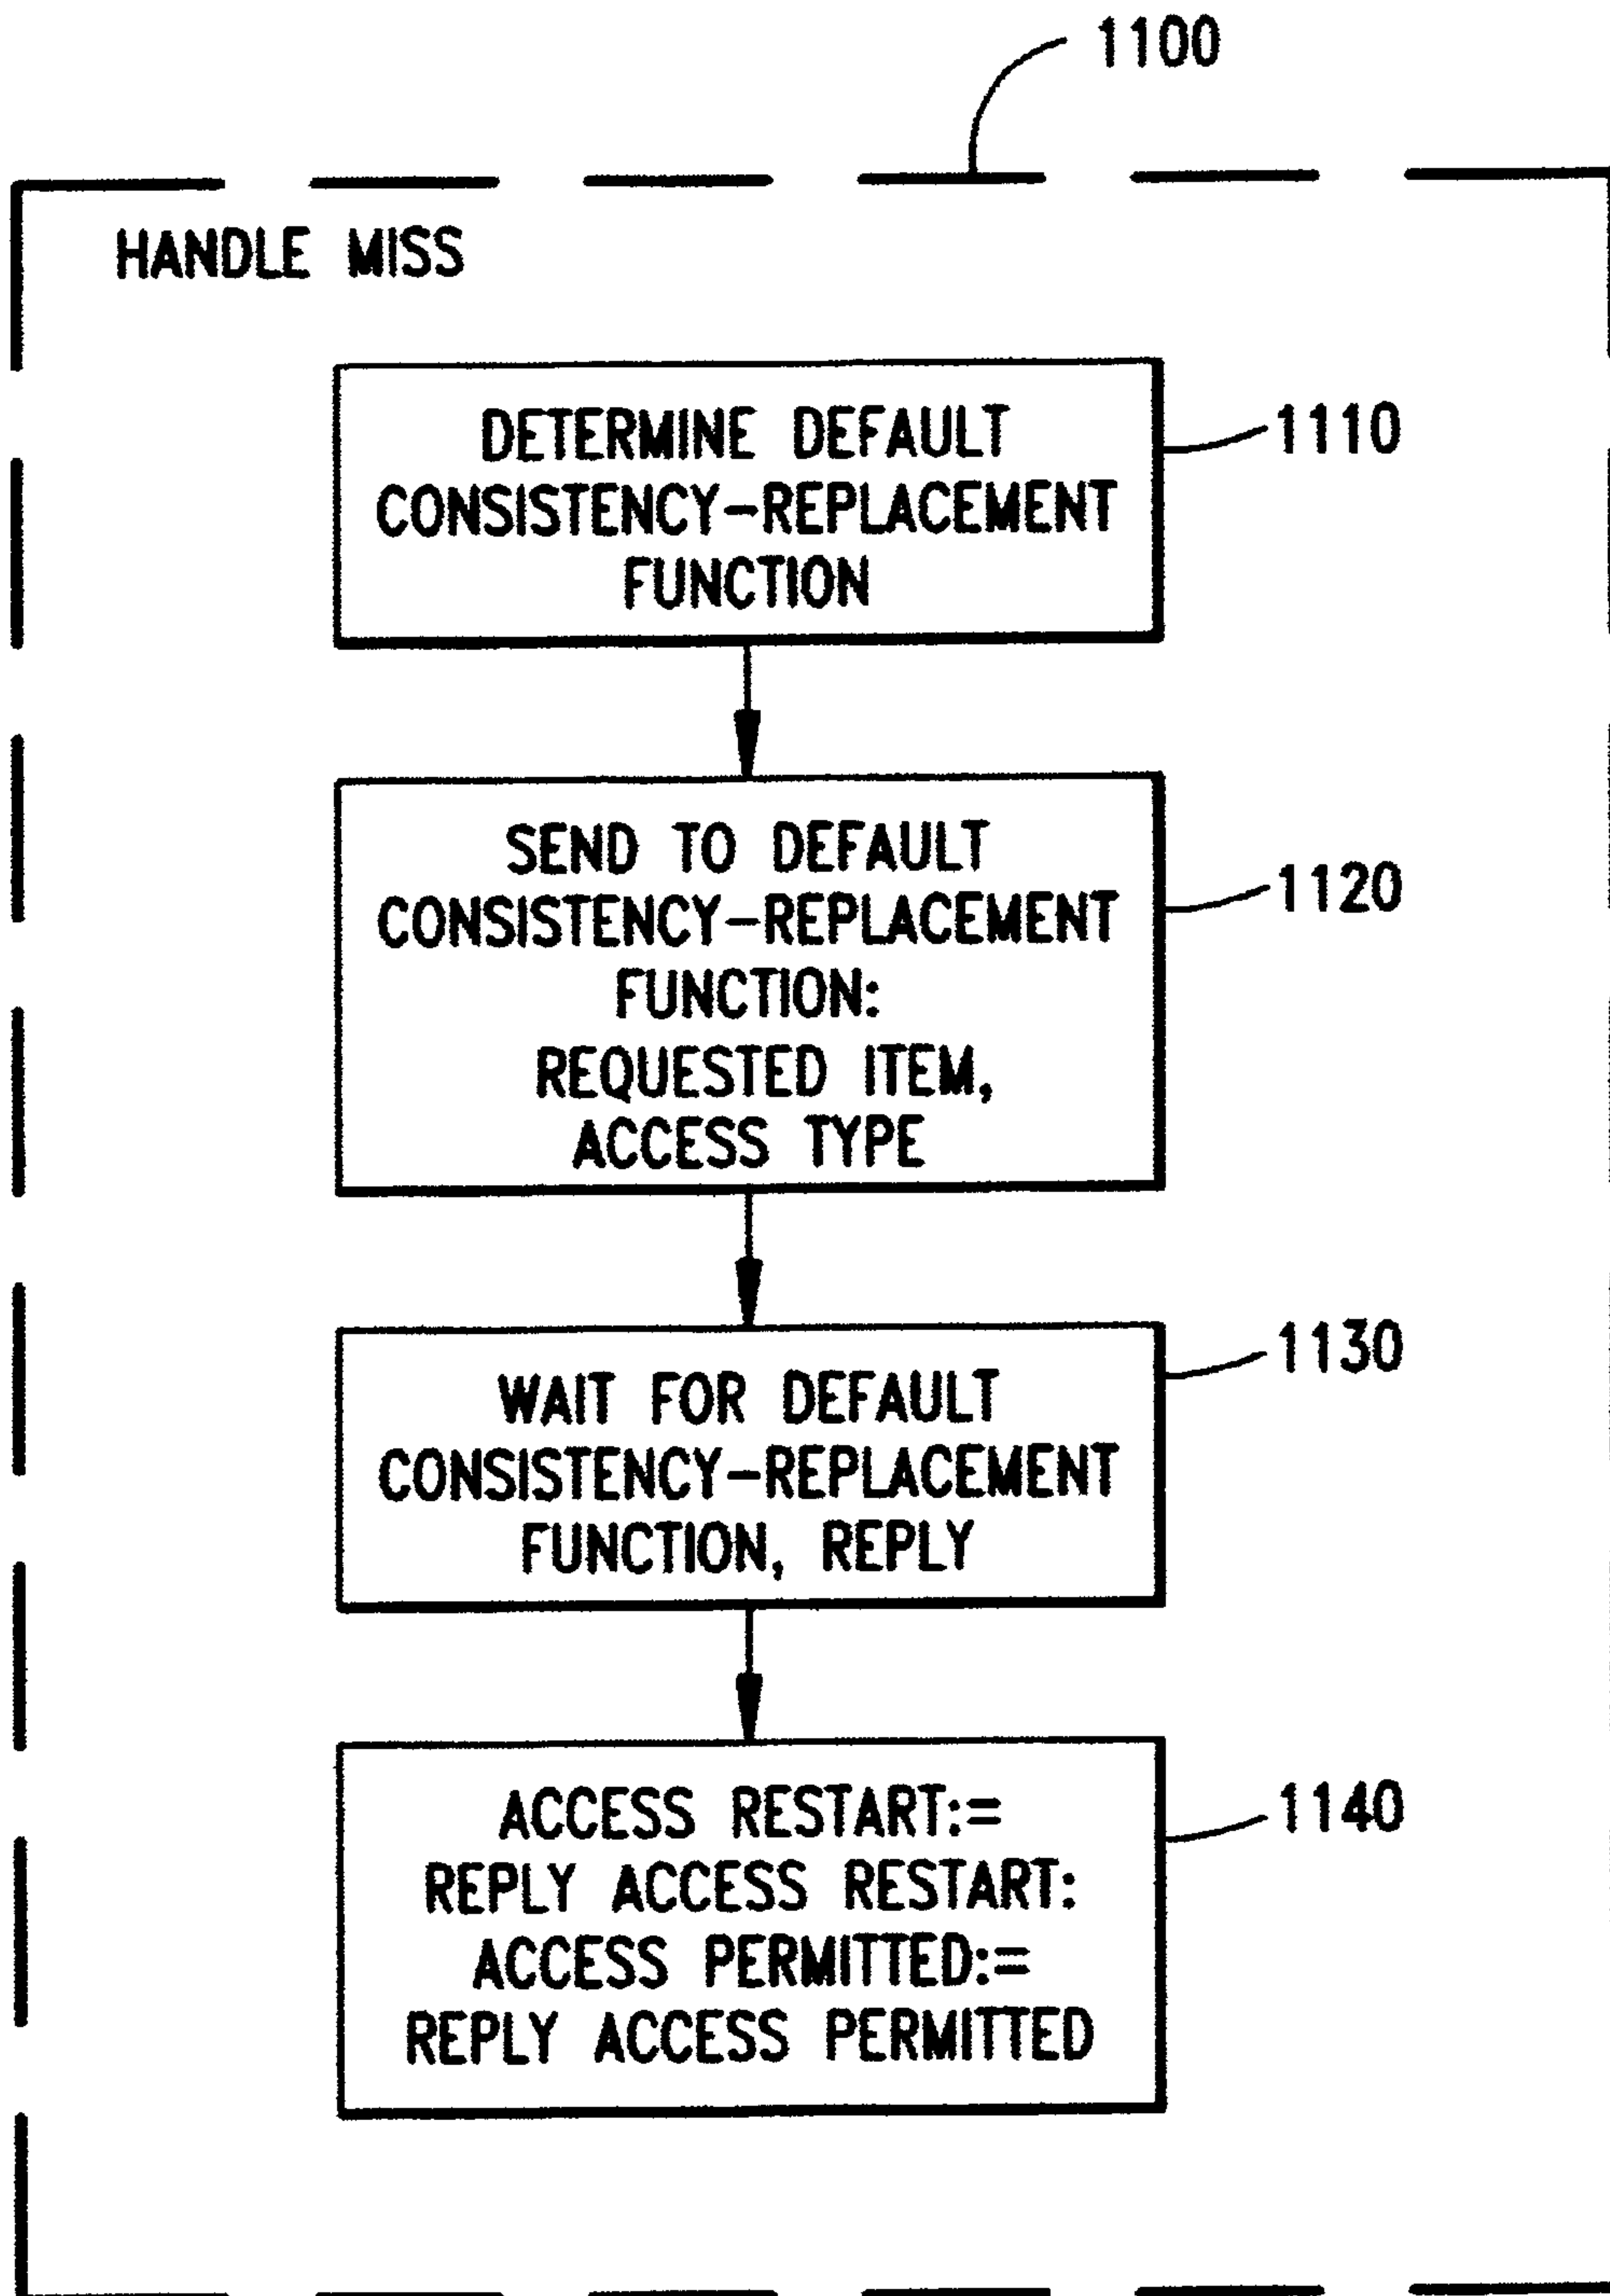 1100
HANDLE MISS
DETERMINE DEFAULT
CONSISTENCY-REPLACEMENT
FUNCTION
1110
SEND TO DEFAULT
CONSISTENCY-REPLACEMENT
FUNCTION:
REQUESTED ITEM,
ACCESS TYPE
1120
WAIT FOR DEFAULT
CONSISTENCY-REPLACEMENT
FUNCTION, REPLY
1130
ACCESS RESTART:=
REPLY ACCESS RESTART:
ACCESS PERMITTED:=
REPLY ACCESS PERMITTED
1140